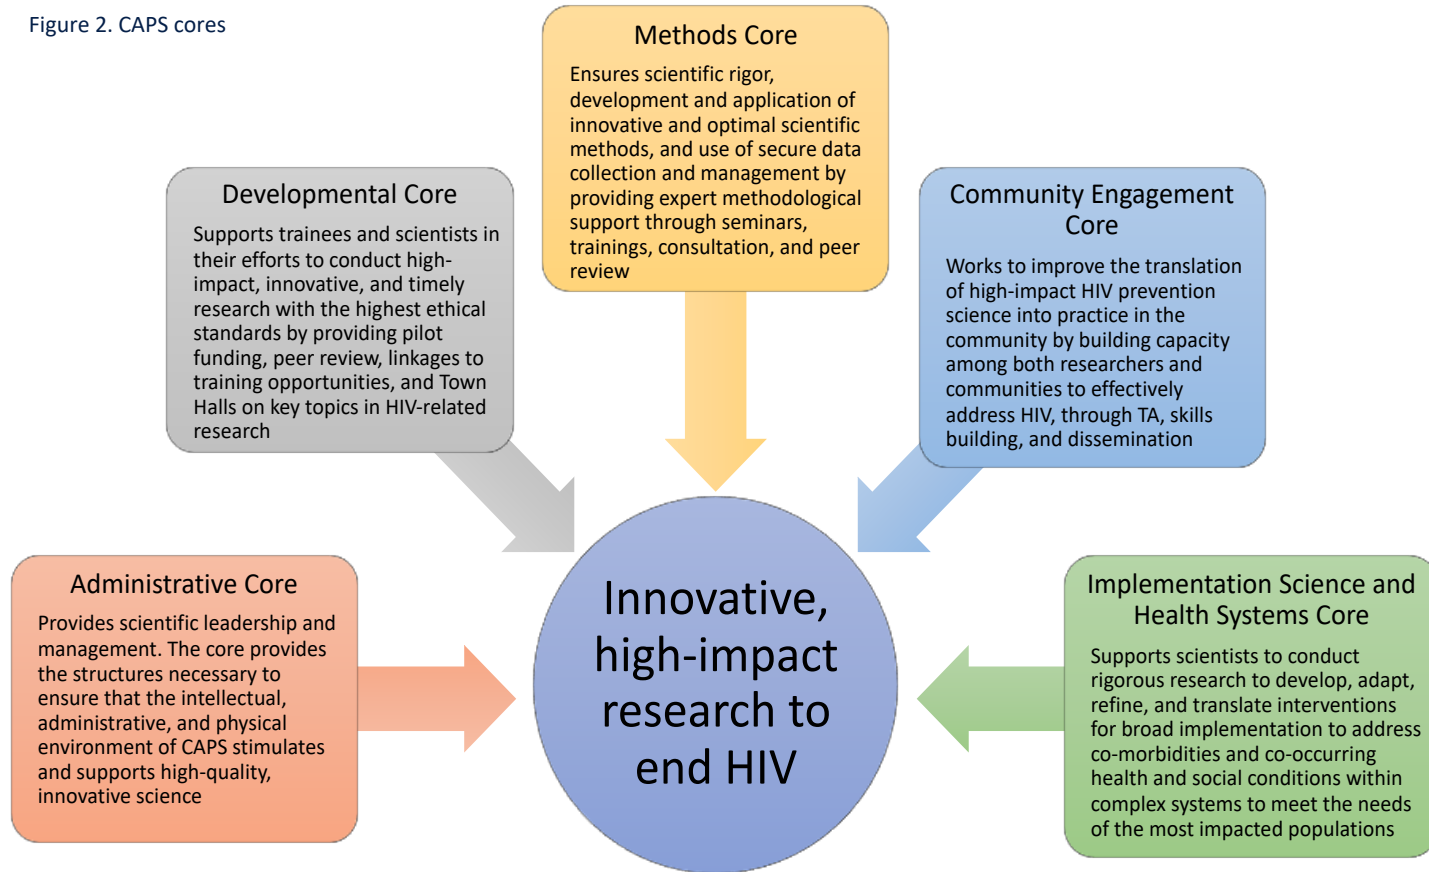 Figure 2. CAPS cores
Methods Core
Ensures scientific rigor,
development and application of
innovative and optimal scientific
methods, and use of secure data
collection and management by
providing expert methodological
support through seminars,
trainings, consultation, and peer
review
Developmental Core
Supports trainees and scientists in
their efforts to conduct high-
impact, innovative, and timely
research with the highest ethical
standards by providing pilot
funding, peer review, linkages to
training opportunities, and Town
Halls on key topics in HIV-related
research
Community Engagement
Core
Works to improve the translation
of high-impact HIV prevention
science into practice in the
community by building capacity
among both researchers and
communities to effectively
address HIV, through TA, skills
building, and dissemination
Administrative Core
Provides scientific leadership and
management. The core provides
the structures necessary to
ensure that the intellectual,
administrative, and physical
environment of CAPS stimulates
and supports high-quality,
innovative science
Innovative,
high-impact
research to
end HIV
Implementation Science and
Health Systems Core
Supports scientists to conduct
rigorous research to develop, adapt,
refine, and translate interventions
for broad implementation to address
co-morbidities and co-occurring
health and social conditions within
complex systems to meet the needs
of the most impacted populations